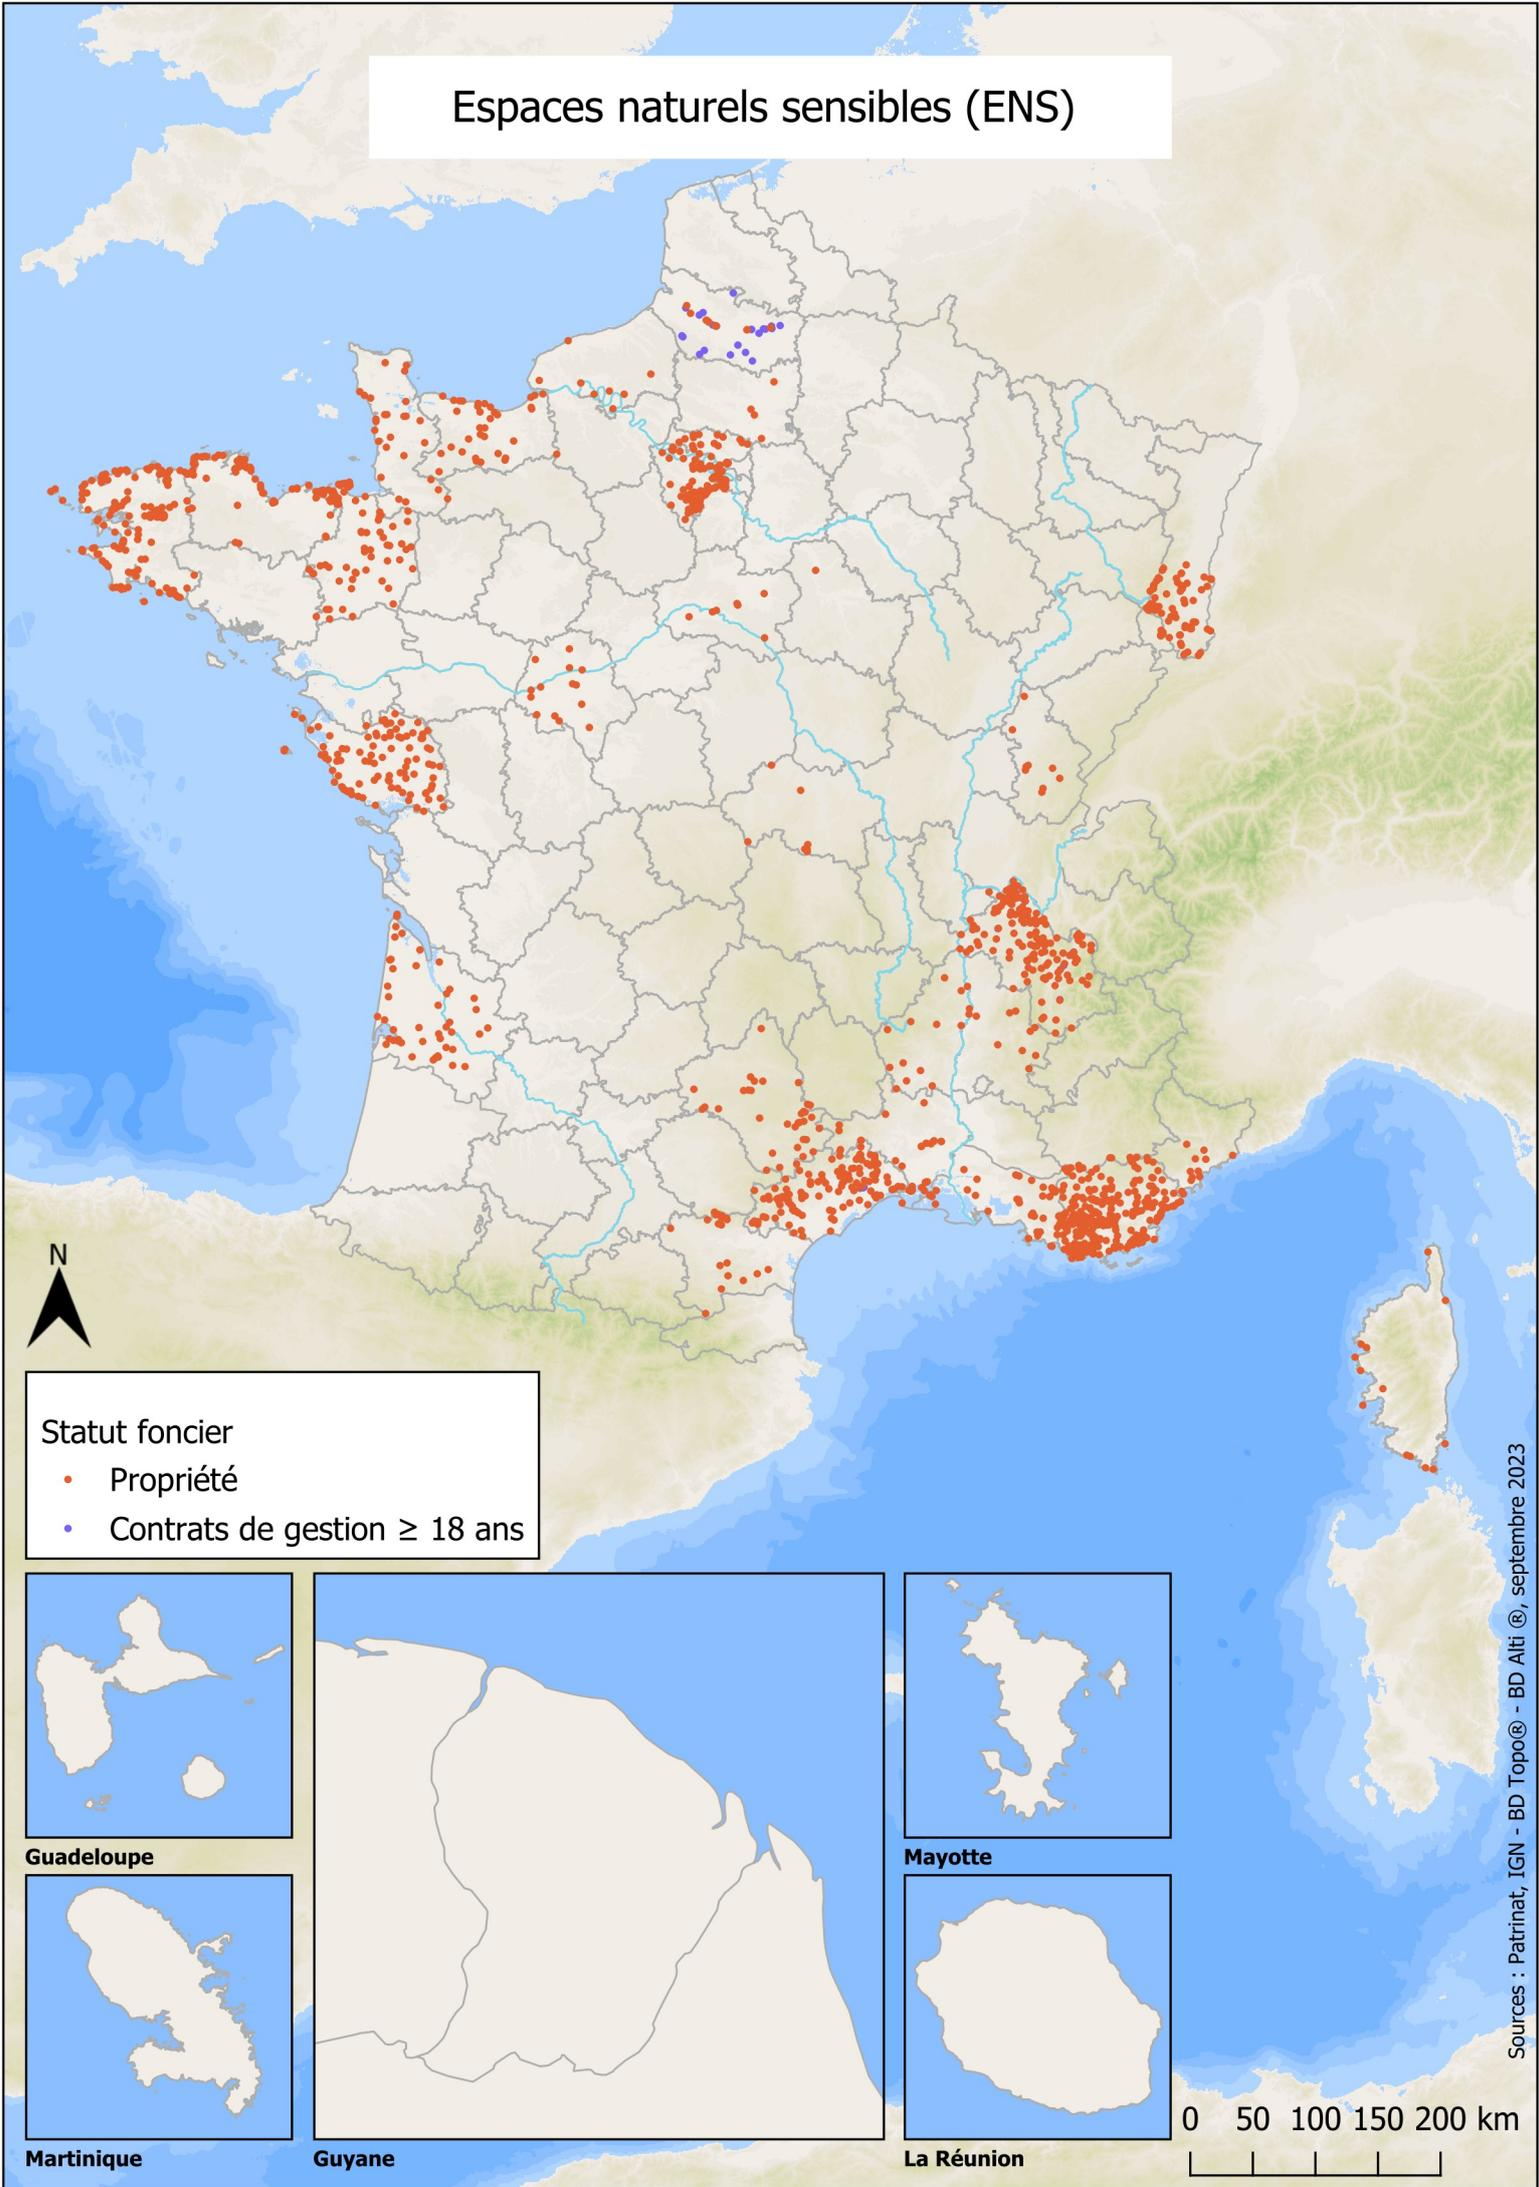 Espaces naturels sensibles (ENS)
N
Statut foncier
Propriété
Contrats de gestion ≥ 18 ans
Guadeloupe
Martinique
Guyane
Mayotte
La Réunion
0 50 100 150 200 km
Sources : Patrinat, IGN - BD Topo® - BD Alti ®, septembre 2023